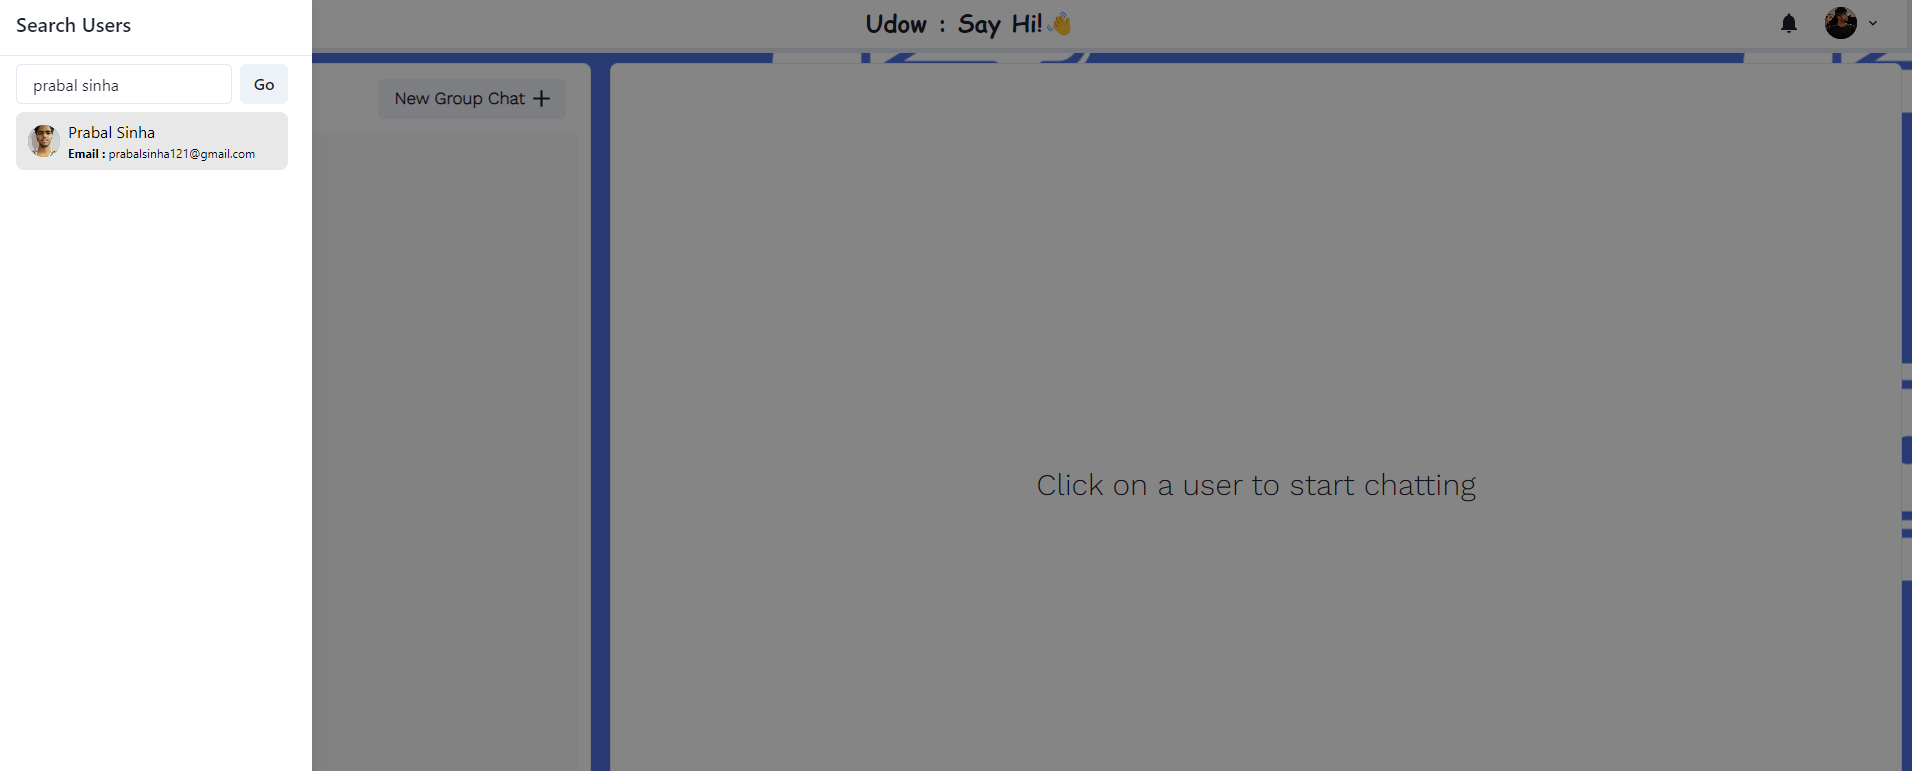 Search Users
prabal sinha
Go
Prabal Sinha
Email : prabalsinha121@gmail.com
Udow : Say Hi!👋
New Group Chat +
Click on a user to start chatting